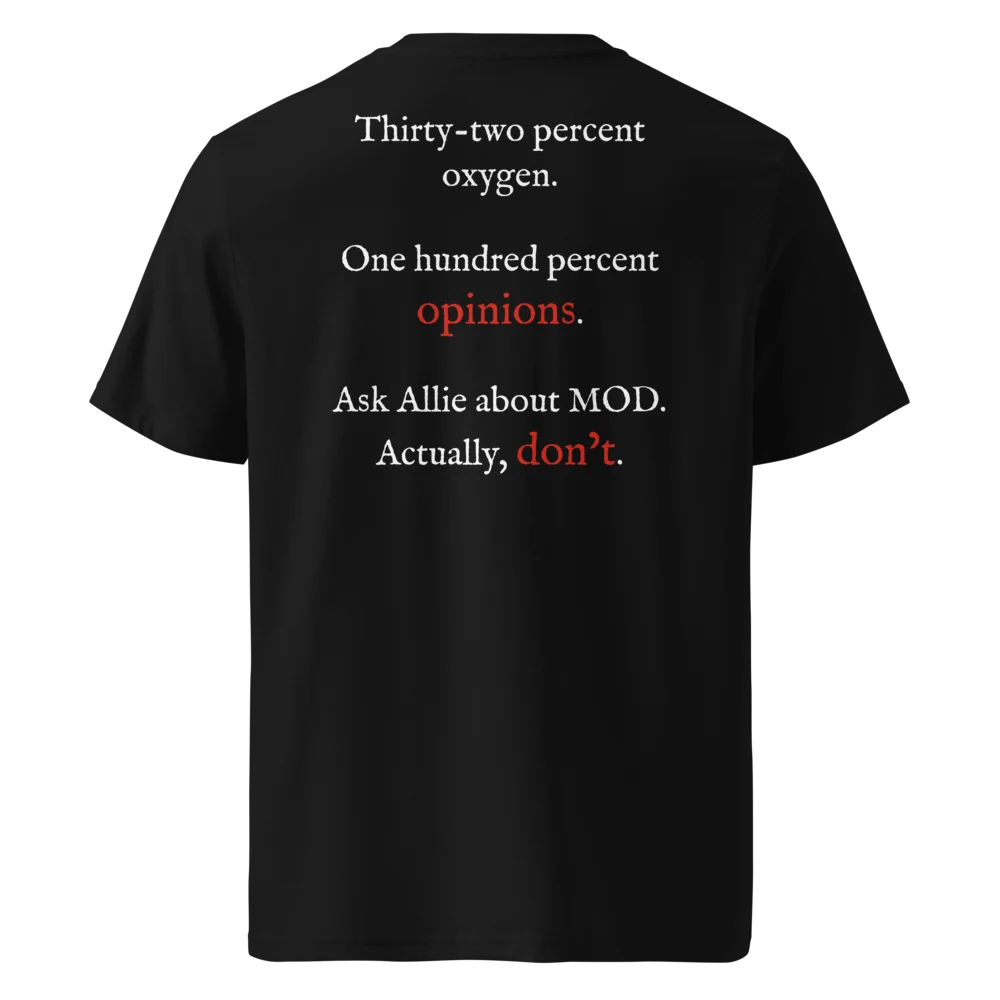 Thirty-two percent
oxygen.
One hundred percent
opinions.
Ask Allie about MOD.
Actually, don’t.